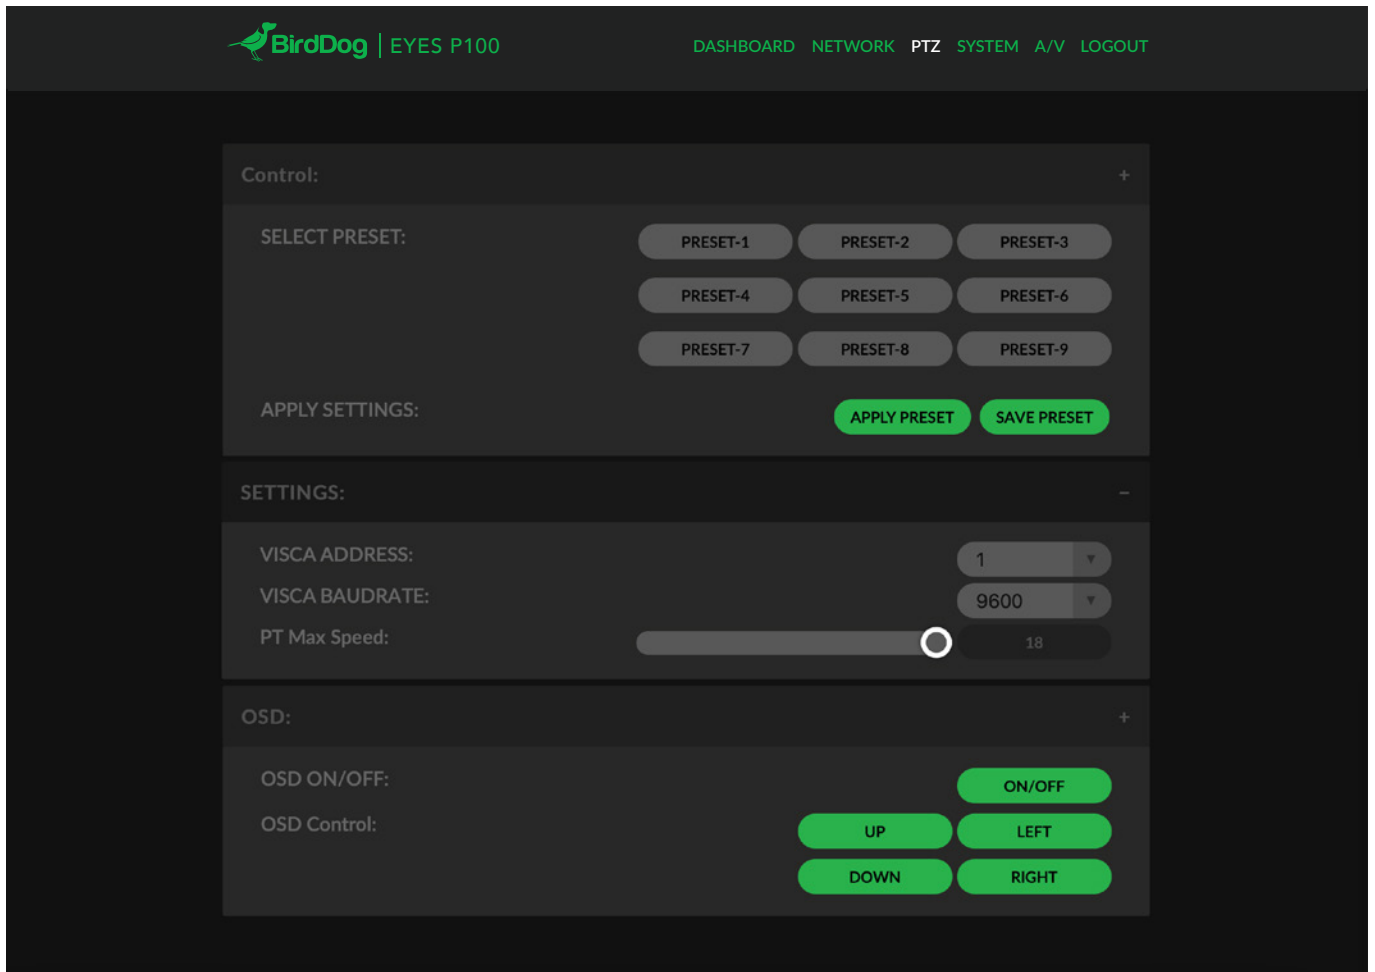 BirdDog | EYES P100
DASHBOARD NETWORK PTZ SYSTEM A/V LOGOUT
Control: +
SELECT PRESET: PRESET-1 PRESET-2 PRESET-3
PRESET-4 PRESET-5 PRESET-6
PRESET-7 PRESET-8 PRESET-9
APPLY SETTINGS: APPLY PRESET SAVE PRESET
SETTINGS: −
VISCA ADDRESS: 1
VISCA BAUDRATE: 9600
PT Max Speed: 18
OSD: +
OSD ON/OFF: ON/OFF
OSD Control: UP LEFT
DOWN RIGHT